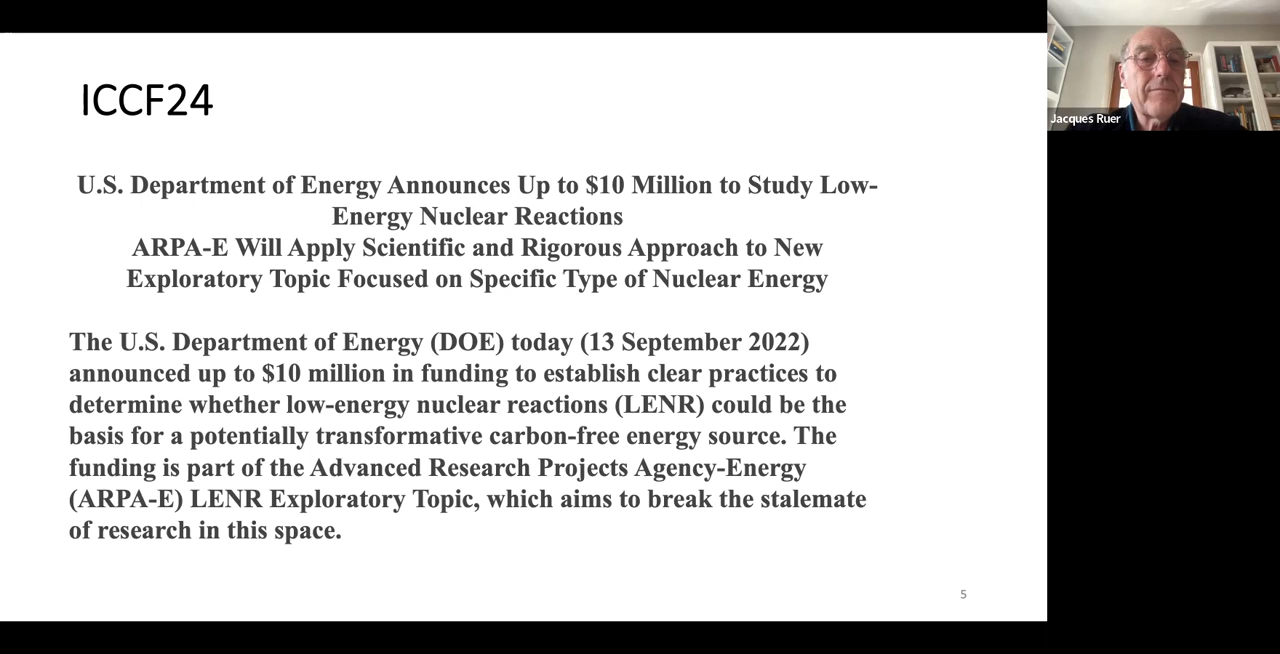 ICCF24
U.S. Department of Energy Announces Up to $10 Million to Study Low-
Energy Nuclear Reactions
ARPA-E Will Apply Scientific and Rigorous Approach to New
Exploratory Topic Focused on Specific Type of Nuclear Energy
The U.S. Department of Energy (DOE) today (13 September 2022)
announced up to $10 million in funding to establish clear practices to
determine whether low-energy nuclear reactions (LENR) could be the
basis for a potentially transformative carbon-free energy source. The
funding is part of the Advanced Research Projects Agency-Energy
(ARPA-E) LENR Exploratory Topic, which aims to break the stalemate
of research in this space.
5
Jacques Ruer